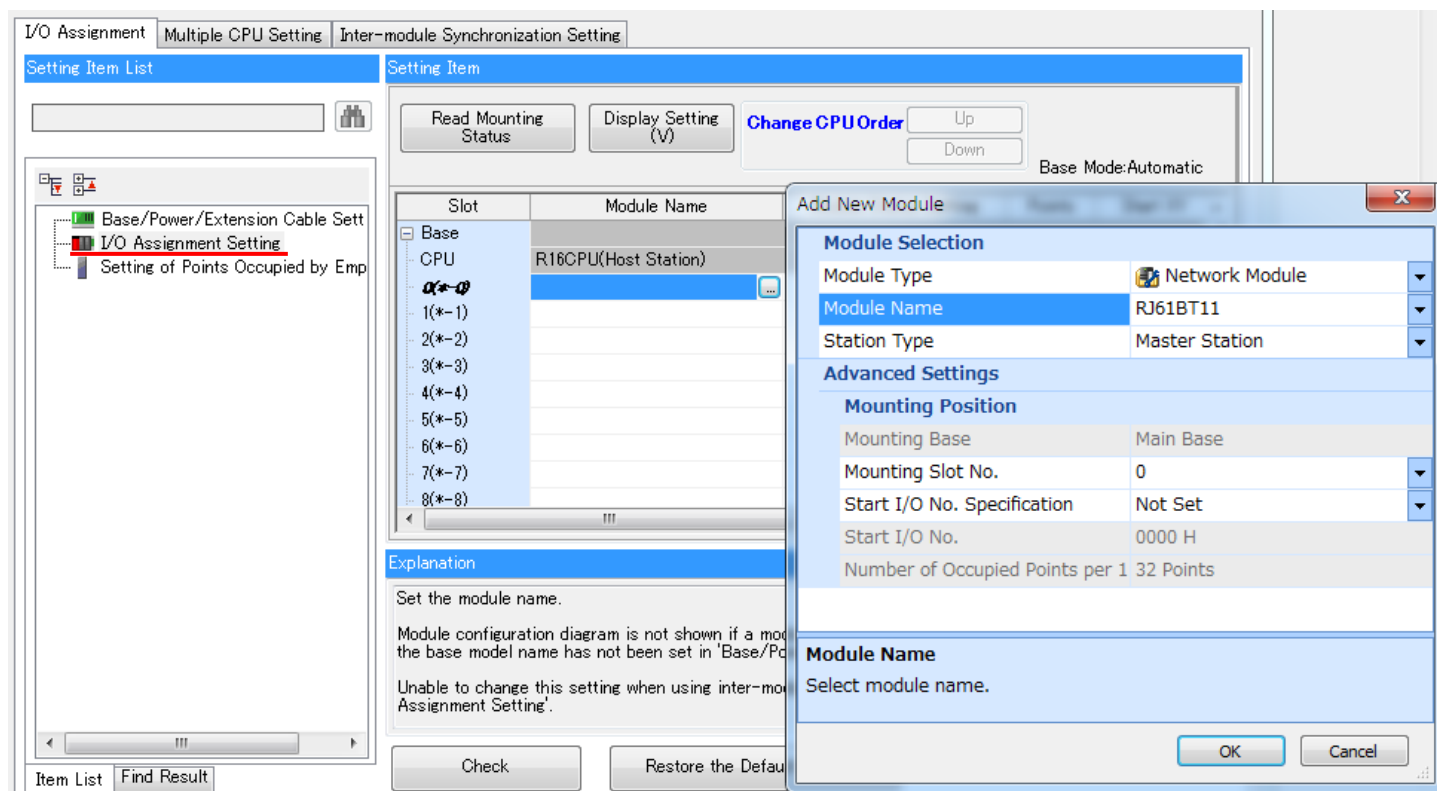 I/O Assignment
Multiple CPU Setting
Inter-module Synchronization Setting
Setting Item List
Base/Power/Extension Cable Sett
I/O Assignment Setting
Setting of Points Occupied by Emp
Item List
Find Result
Setting Item
Read Mounting
Status
Display Setting
(V)
Change CPU Order
Up
Down
Base Mode:Automatic
Slot
Module Name
Base
CPU
R16CPU(Host Station)
0(*-0)
...
1(*-1)
2(*-2)
3(*-3)
4(*-4)
5(*-5)
6(*-6)
7(*-7)
8(*-8)
Explanation
Set the module name.
Module configuration diagram is not shown if a mod
the base model name has not been set in 'Base/Po
Unable to change this setting when using inter-mo
Assignment Setting'.
Check
Restore the Defau
Add New Module
Module Selection
Module Type
Network Module
Module Name
RJ61BT11
Station Type
Master Station
Advanced Settings
Mounting Position
Mounting Base
Main Base
Mounting Slot No.
0
Start I/O No. Specification
Not Set
Start I/O No.
0000 H
Number of Occupied Points per 1
32 Points
Module Name
Select module name.
OK
Cancel